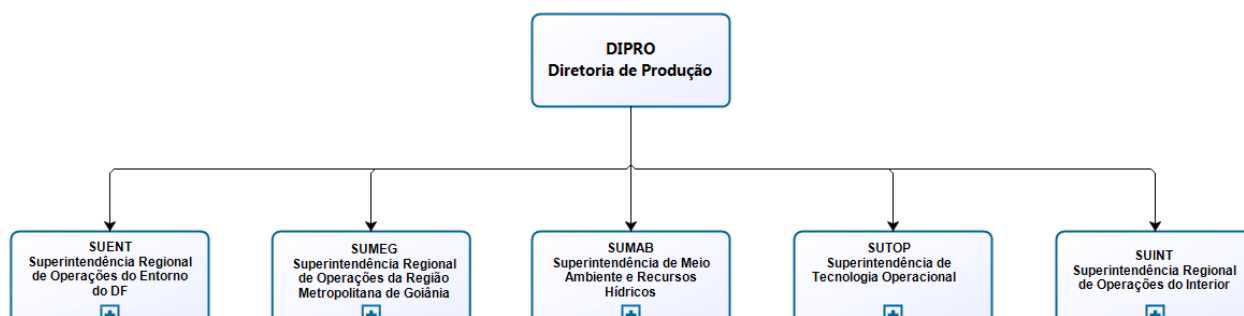 DIPRO
Diretoria de Produção
SUENT
Superintendência Regional
de Operações do Entorno
do DF
SUMEG
Superintendência Regional
de Operações da Região
Metropolitana de Goiânia
SUMAB
Superintendência de Meio
Ambiente e Recursos
Hídricos
SUTOP
Superintendência de
Tecnologia Operacional
SUINT
Superintendência Regional
de Operações do Interior